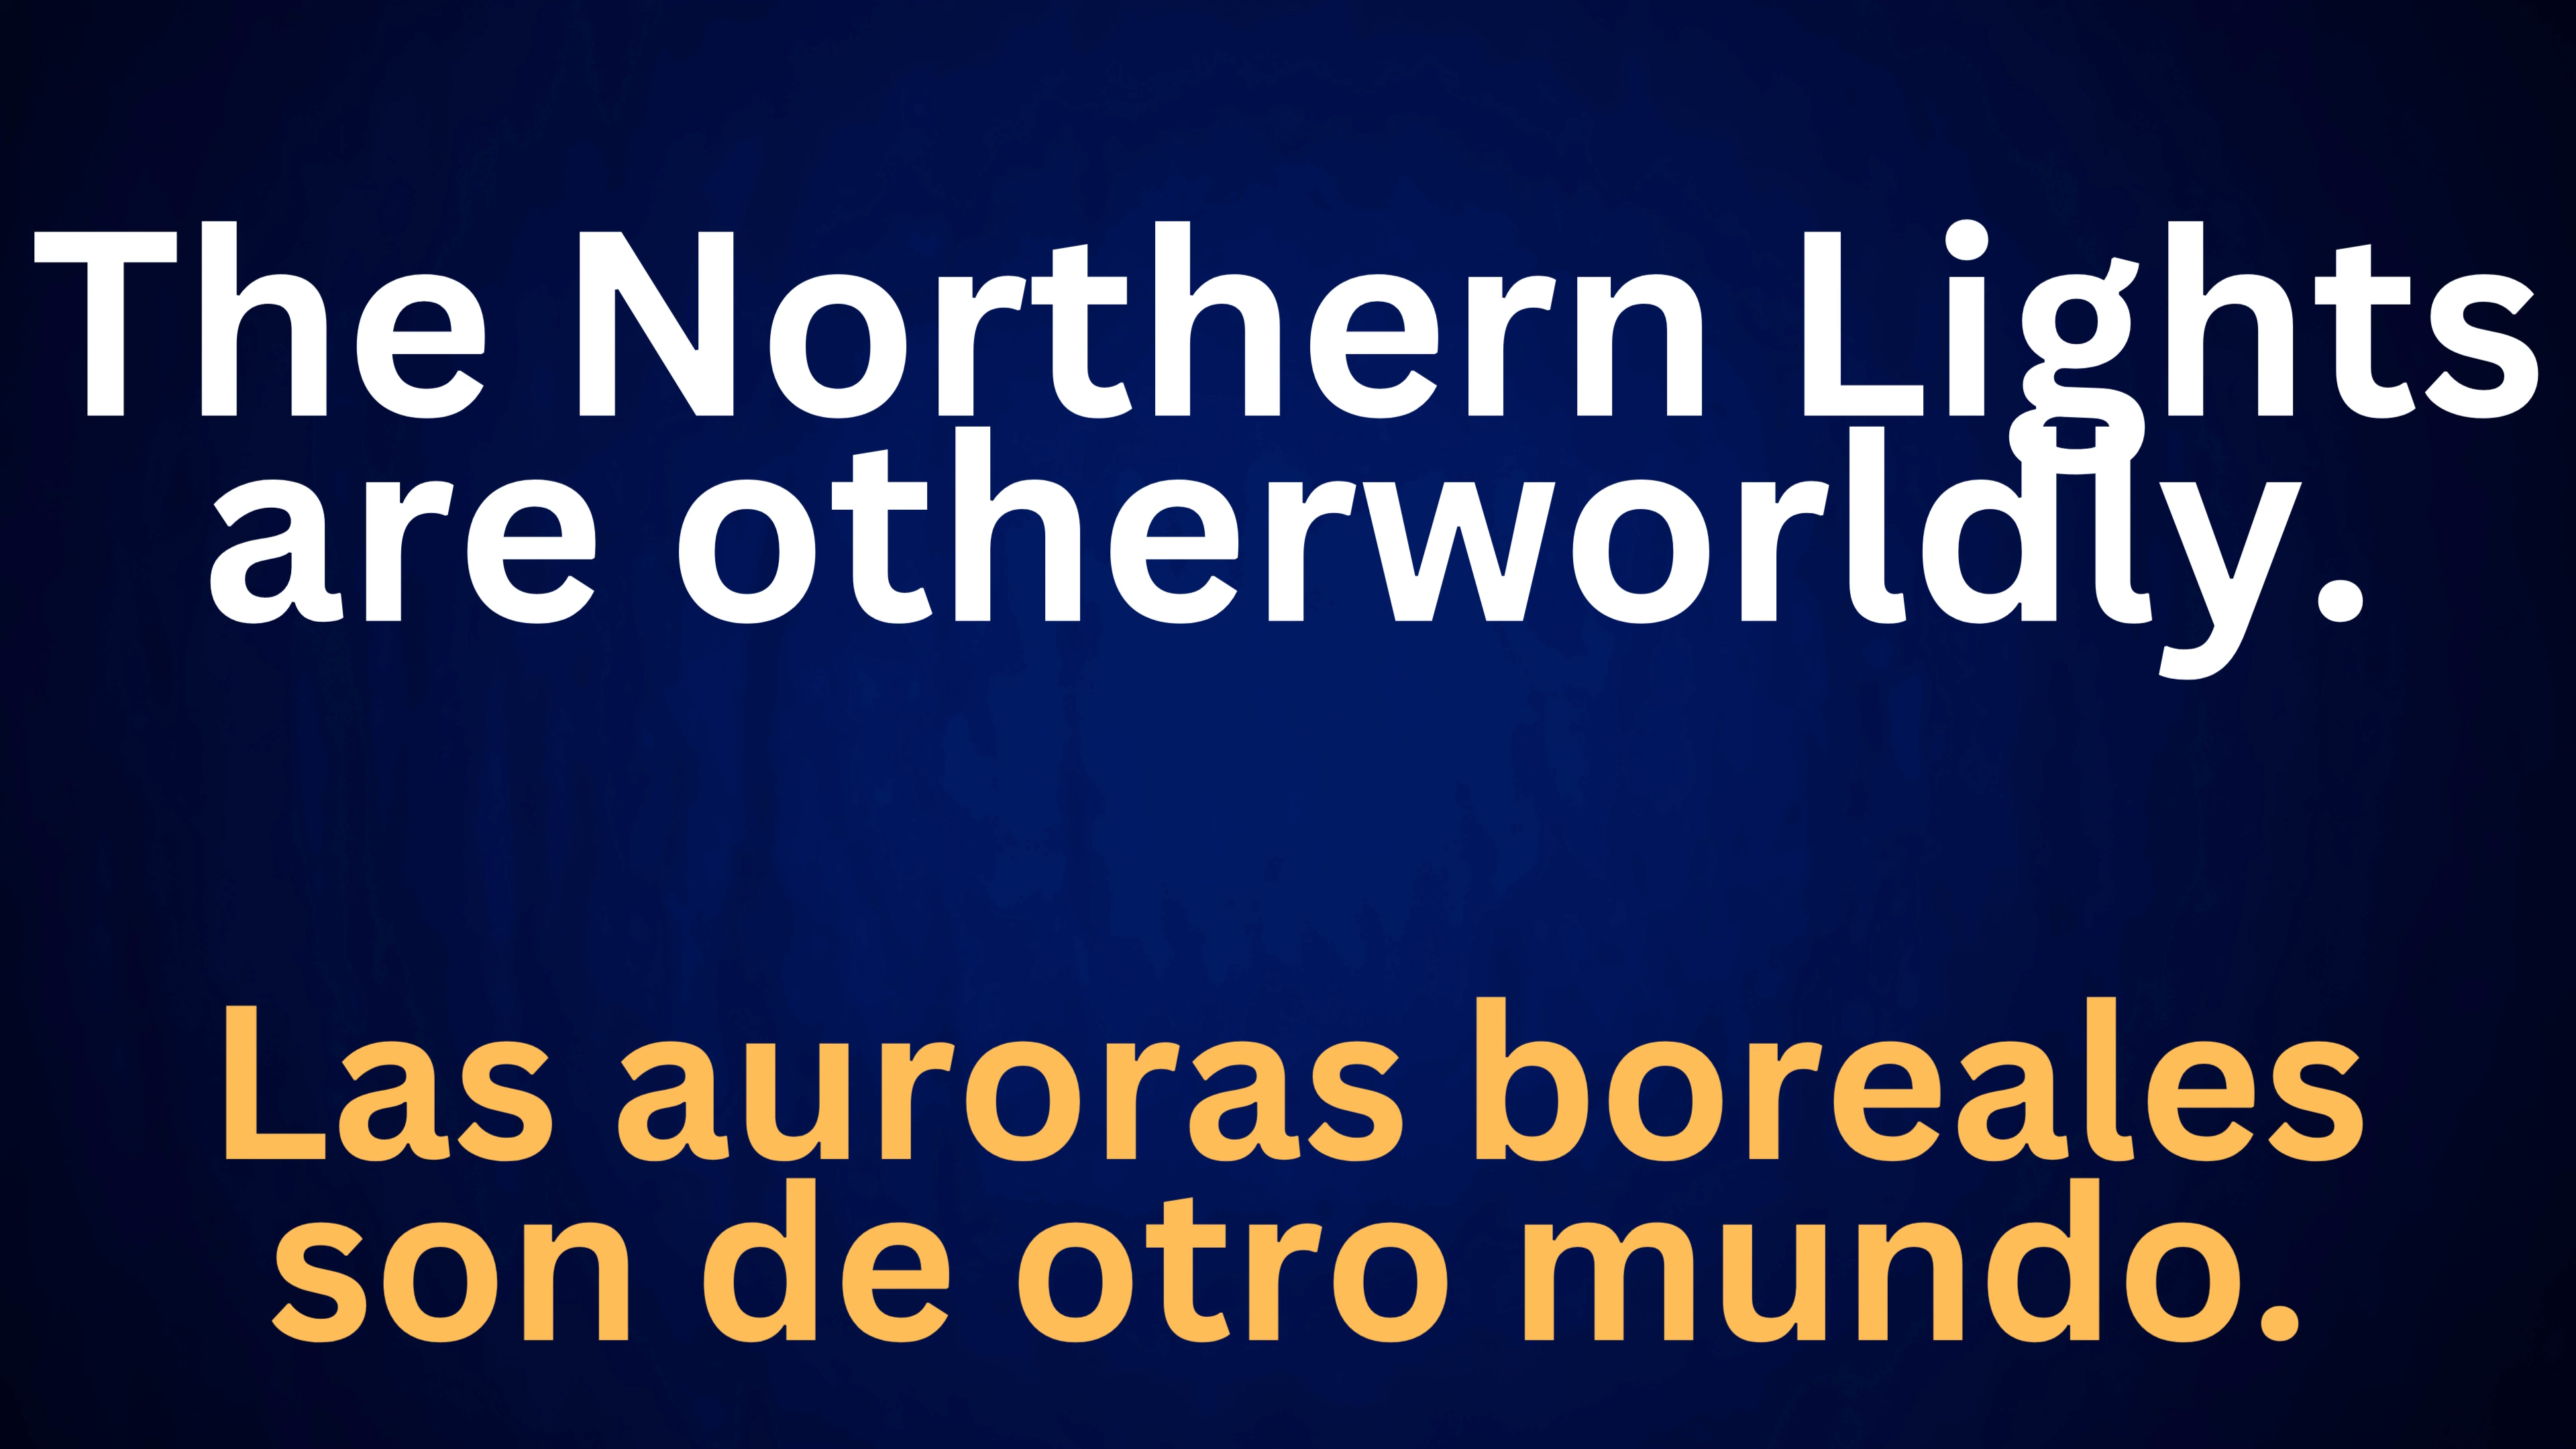 The Northern Lights
are otherworldly.
Las auroras boreales
son de otro mundo.